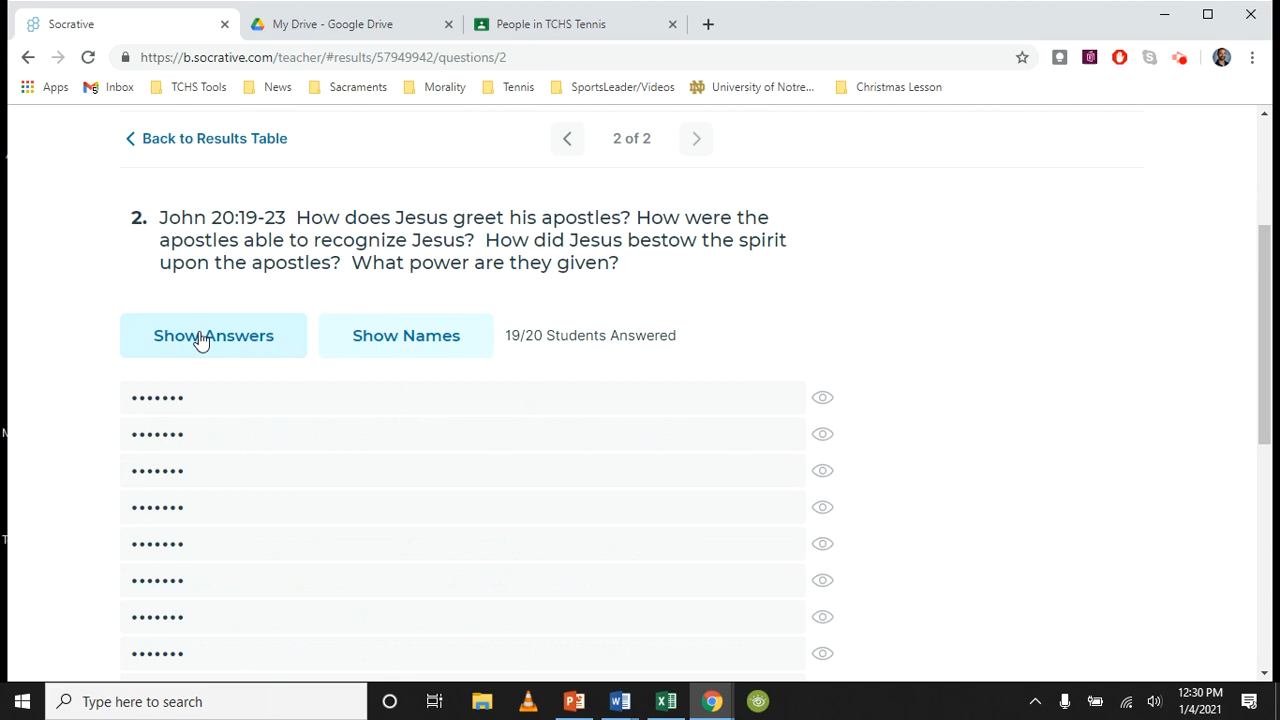 Socrative
My Drive - Google Drive
People in TCHS Tennis
https://b.socrative.com/teacher/#results/57949942/questions/2
Apps
Inbox
TCHS Tools
News
Sacraments
Morality
Tennis
SportsLeader/Videos
University of Notre...
Christmas Lesson
Back to Results Table
2 of 2
2. John 20:19-23 How does Jesus greet his apostles? How were the
apostles able to recognize Jesus? How did Jesus bestow the spirit
upon the apostles? What power are they given?
Show Answers
Show Names
19/20 Students Answered
•••••••
•••••••
•••••••
•••••••
•••••••
•••••••
•••••••
•••••••
Type here to search
12:30 PM
1/4/2021